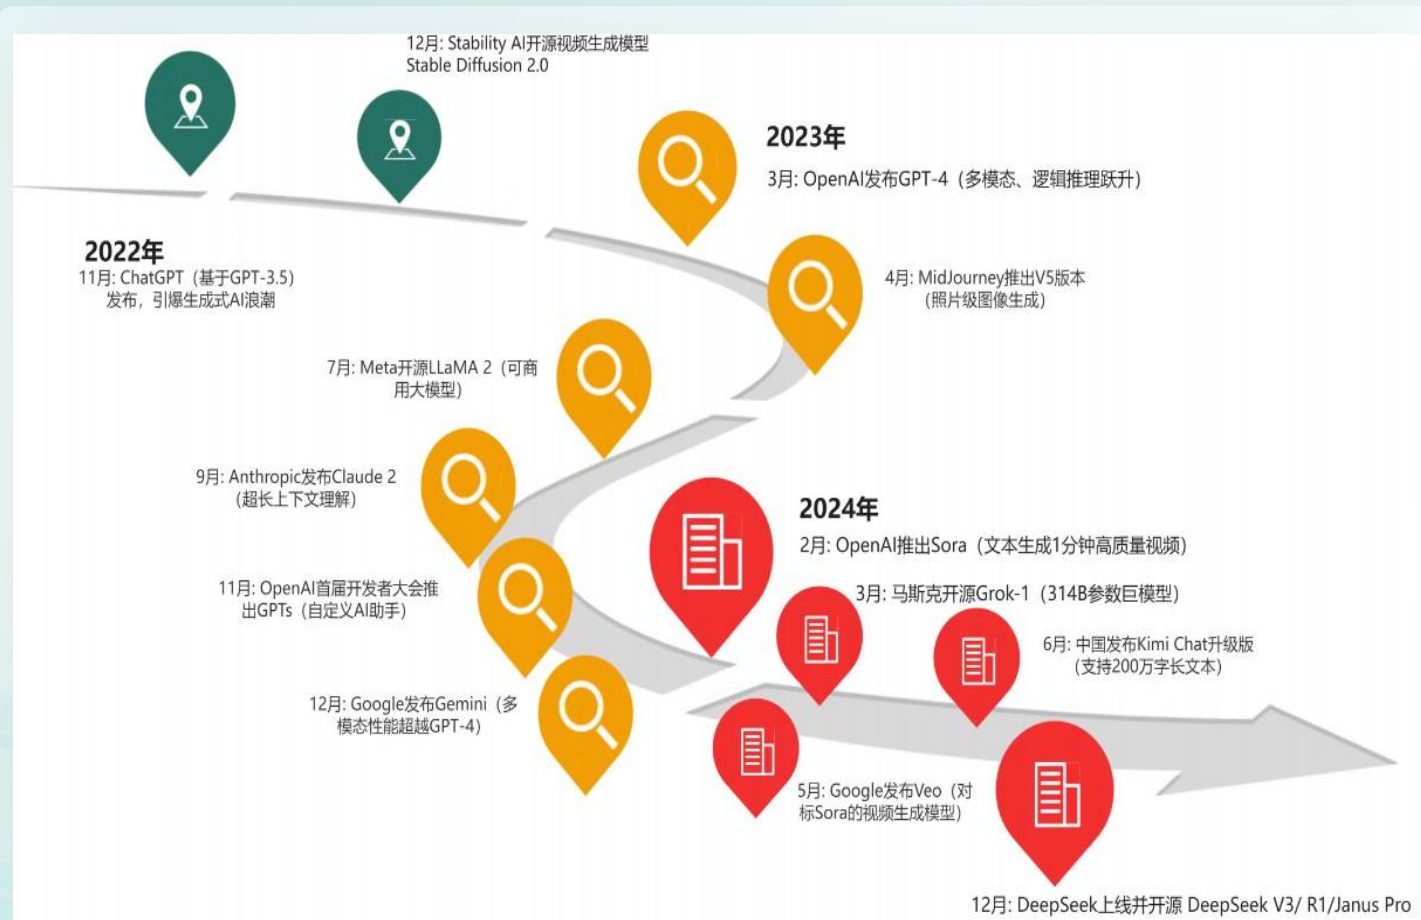 2022年
11月: ChatGPT（基于GPT-3.5）
发布，引爆生成式AI浪潮
12月: Stability AI开源视频生成模型
Stable Diffusion 2.0
2023年
3月: OpenAI发布GPT-4（多模态、逻辑推理跃升）
4月: MidJourney推出V5版本
（照片级图像生成）
7月: Meta开源LLaMA 2（可商
用大模型）
9月: Anthropic发布Claude 2
（超长上下文理解）
11月: OpenAI首届开发者大会推
出GPTs（自定义AI助手）
12月: Google发布Gemini（多
模态性能超越GPT-4）
2024年
2月: OpenAI推出Sora（文本生成1分钟高质量视频）
3月: 马斯克开源Grok-1（314B参数巨模型）
5月: Google发布Veo（对
标Sora的视频生成模型）
6月: 中国发布Kimi Chat升级版
（支持200万字长文本）
12月: DeepSeek上线并开源 DeepSeek V3/ R1/Janus Pro